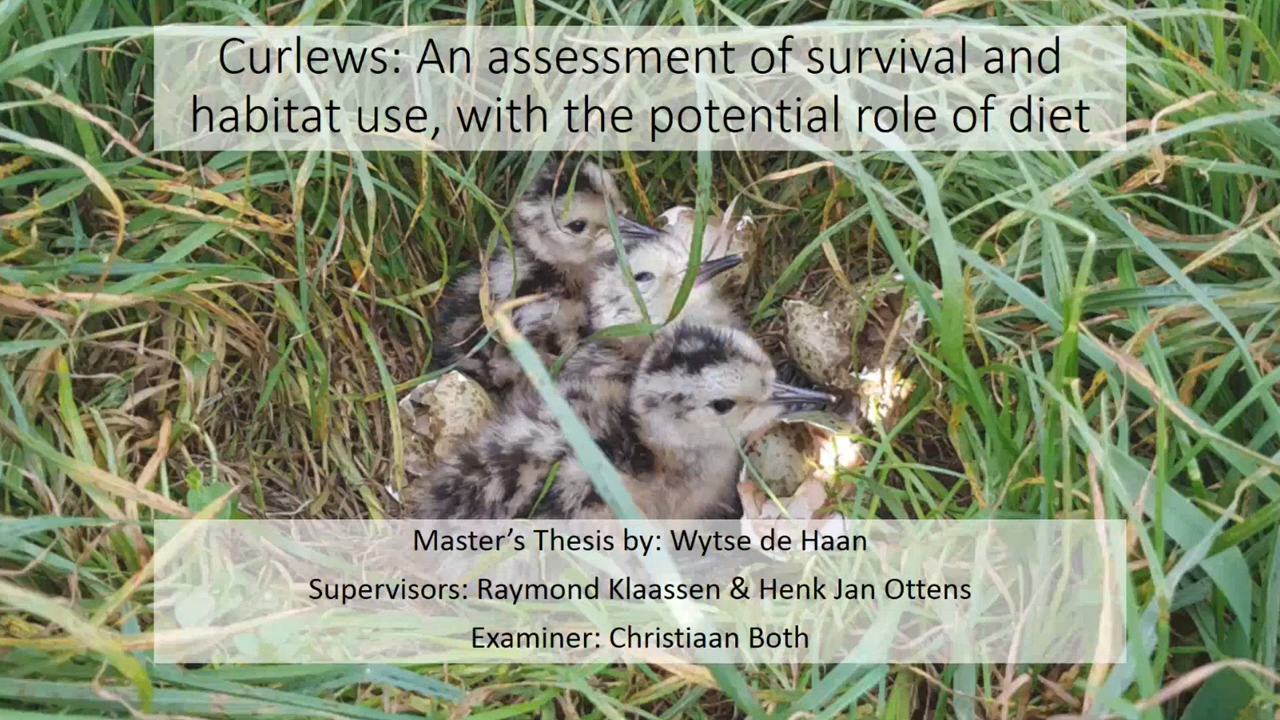 Curlews: An assessment of survival and
habitat use, with the potential role of diet
Master’s Thesis by: Wytse de Haan
Supervisors: Raymond Klaassen & Henk Jan Ottens
Examiner: Christiaan Both